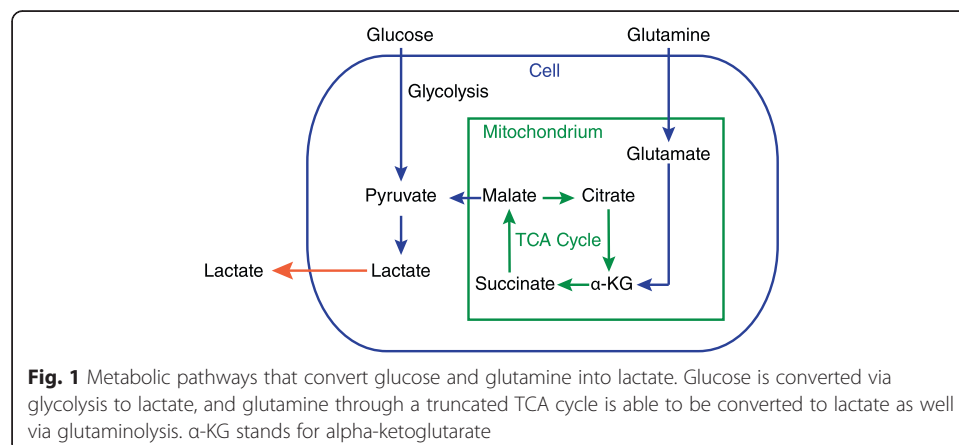 Glucose Glutamine
Cell
Glycolysis
Mitochondrium
Glutamate
Pyruvate Malate Citrate
TCA Cycle
Lactate Lactate Succinate α-KG
Fig. 1 Metabolic pathways that convert glucose and glutamine into lactate. Glucose is converted via
glycolysis to lactate, and glutamine through a truncated TCA cycle is able to be converted to lactate as well
via glutaminolysis. α-KG stands for alpha-ketoglutarate